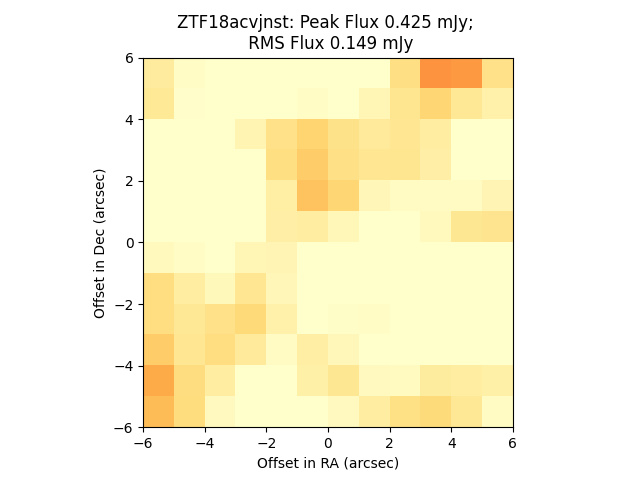 ZTF18acvjnst: Peak Flux 0.425 mJy;
RMS Flux 0.149 mJy
6
4
2
0
−2
−4
−6
Offset in Dec (arcsec)
−6 −4 −2 0 2 4 6
Offset in RA (arcsec)